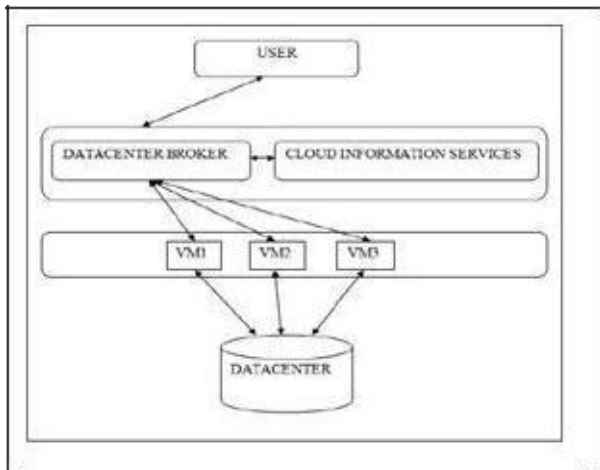 USER
DATACENTER BROKER
CLOUD INFORMATION SERVICES
VM1
VM2
VM3
DATACENTER